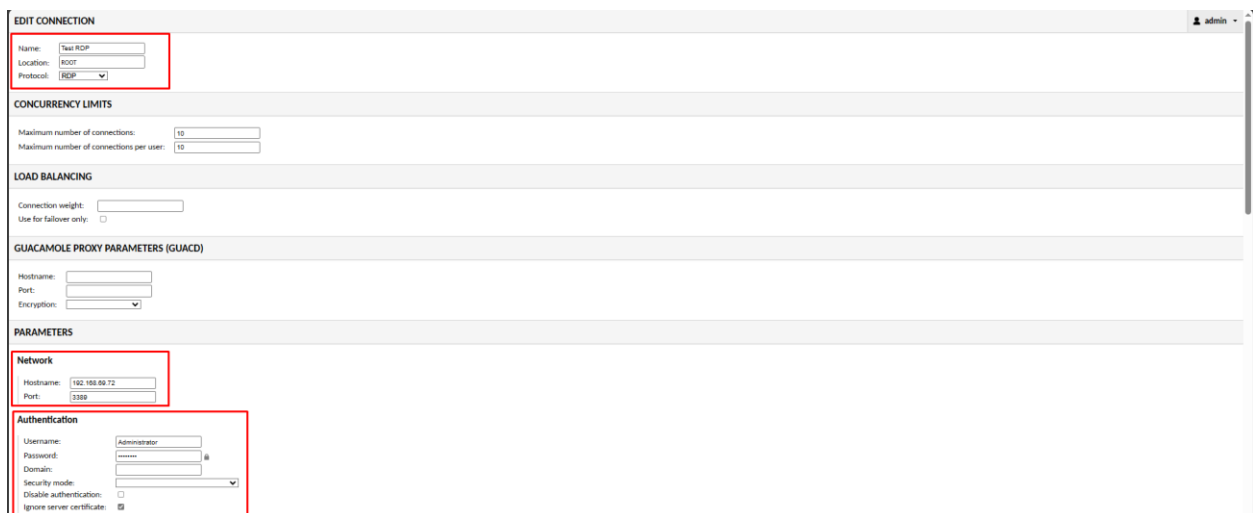 EDIT CONNECTION
admin
Name: Test RDP
Location: ROOT
Protocol: RDP
CONCURRENCY LIMITS
Maximum number of connections: 10
Maximum number of connections per user: 10
LOAD BALANCING
Connection weight:
Use for failover only:
GUACAMOLE PROXY PARAMETERS (GUACD)
Hostname:
Port:
Encryption:
PARAMETERS
Network
Hostname: 192.168.69.72
Port: 3389
Authentication
Username: Administrator
Password: ••••••••
Domain:
Security mode:
Disable authentication:
Ignore server certificate: